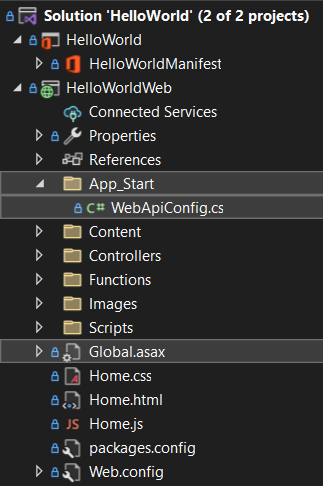 Solution 'HelloWorld' (2 of 2 projects)
HelloWorld
HelloWorldManifest
HelloWorldWeb
Connected Services
Properties
References
App_Start
C# WebApiConfig.cs
Content
Controllers
Functions
Images
Scripts
Global.asax
Home.css
Home.html
JS Home.js
packages.config
Web.config